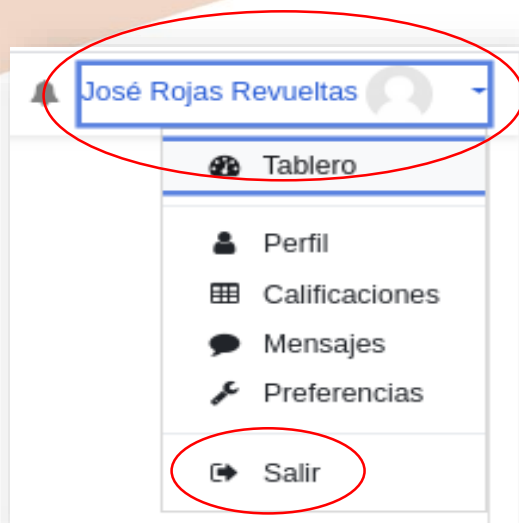 José Rojas Revueltas
Tablero
Perfil
Calificaciones
Mensajes
Preferencias
Salir